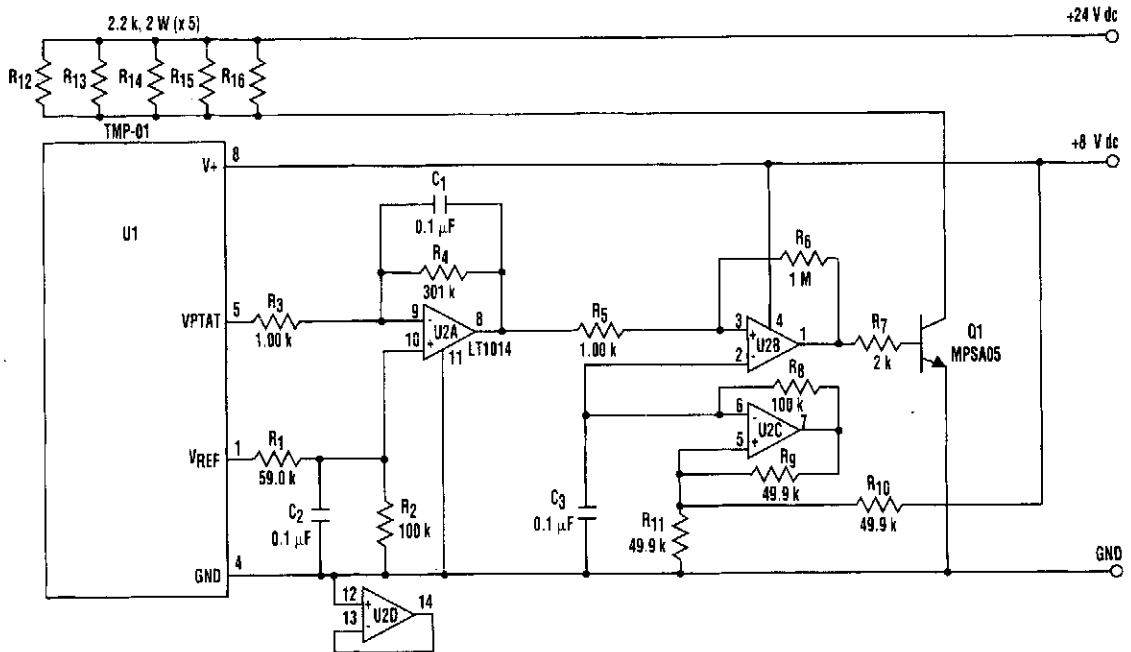 +24 V dc
2.2 k, 2 W (x 5)
R12
R13
R14
R15
R16
TMP-01
V+
8
+8 V dc
U1
C1
0.1 µF
R4
301 k
R6
1 M
VPTAT
5
R3
1.00 k
9
-
U2A
8
10
+
11
LT1014
R5
1.00 k
3
+
4
U2B
1
2
-
R7
2 k
Q1
MPSA05
R8
100 k
6
-
U2C
7
5
+
VREF
1
R1
59.0 k
R9
49.9 k
R10
49.9 k
C2
0.1 µF
R2
100 k
C3
0.1 µF
R11
49.9 k
GND
4
GND
12
+
U2D
14
13
-